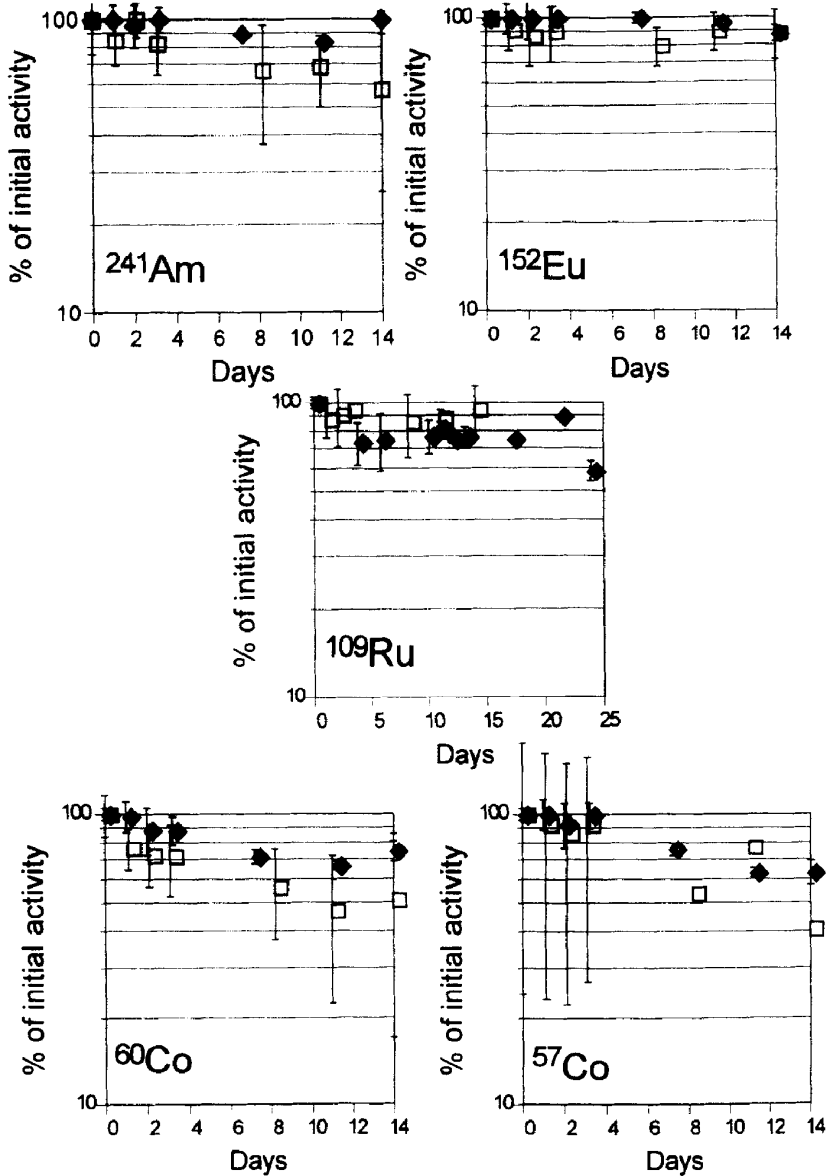 % of initial activity
100
10
241Am
0 2 4 6 8 10 12 14
Days
% of initial activity
100
10
152Eu
0 2 4 6 8 10 12 14
Days
% of initial activity
100
10
109Ru
0 5 10 15 20 25
Days
% of initial activity
100
10
60Co
0 2 4 6 8 10 12 14
Days
% of initial activity
100
10
57Co
0 2 4 6 8 10 12 14
Days